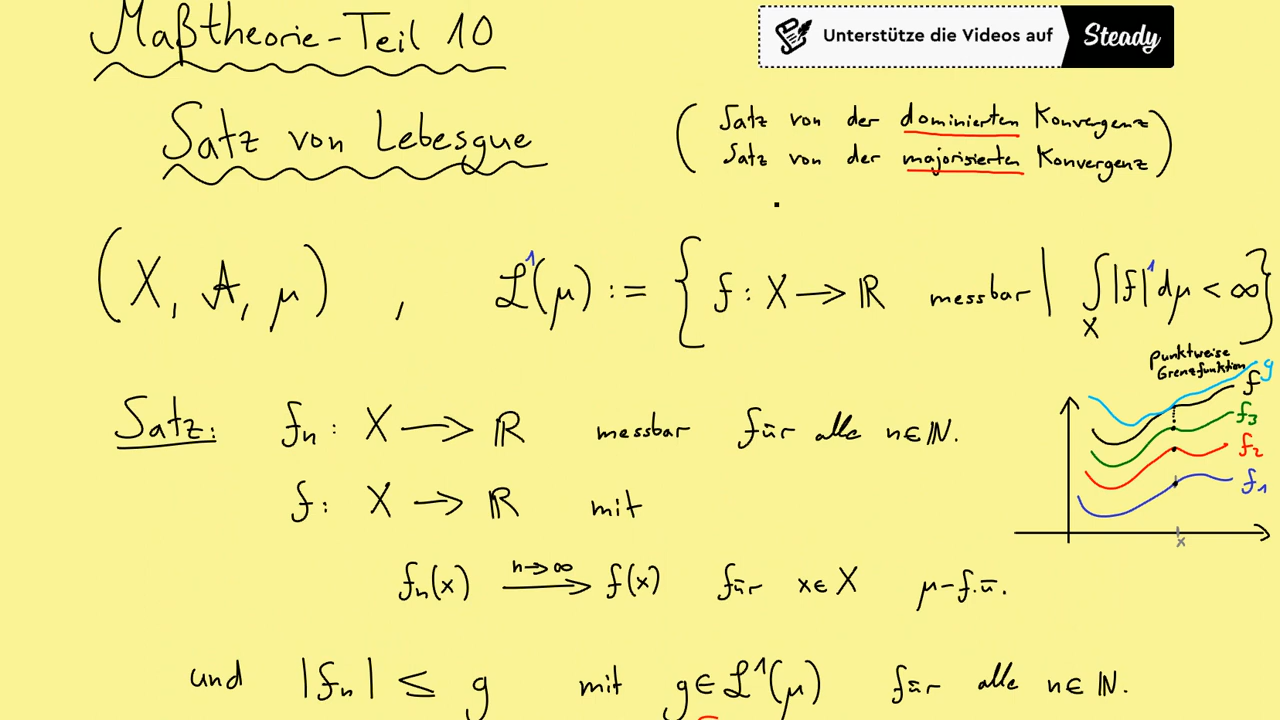 Maßtheorie-Teil 10
Unterstütze die Videos auf Steady
Satz von Lebesgue
( Satz von der dominierten Konvergenz
Satz von der majorisierten Konvergenz )
(X, A, μ) , ℒ¹(μ) := { f: X → ℝ messbar | ∫_X |f|¹ dμ < ∞ }
punktweise
Grenzfunktion
g
f
f₃
f₂
f₁
x
Satz: fₙ: X → ℝ messbar für alle n∈ℕ.
f: X → ℝ mit
fₙ(x) —n→∞→ f(x) für x∈X μ-f.ü.
und |fₙ| ≤ g mit g∈ℒ¹(μ) für alle n∈ℕ.